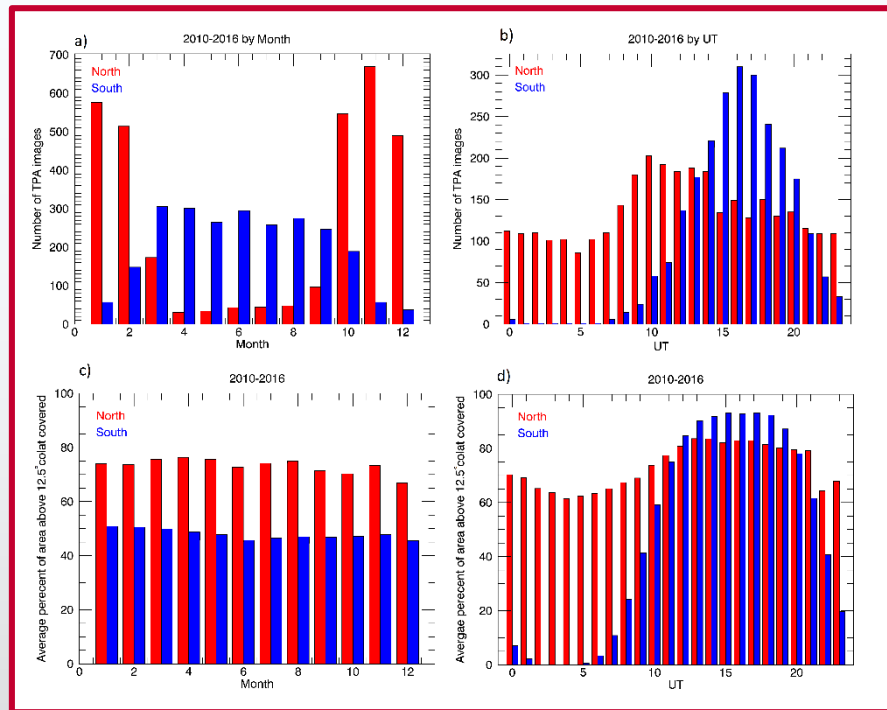 a)
2010-2016 by Month
North
South
Number of TPA images
700
600
500
400
300
200
100
0
0 2 4 6 8 10 12
Month
b)
2010-2016 by UT
North
South
Number of TPA images
300
250
200
150
100
50
0
0 5 10 15 20
UT
c)
2010-2016
North
South
Average perecent of area above 12.5°colat covered
100
80
60
40
20
0
2 4 6 8 10 12
Month
d)
2010-2016
North
South
Avergae percent of area above 12.5°colat covered
100
80
60
40
20
0
0 5 10 15 20
UT